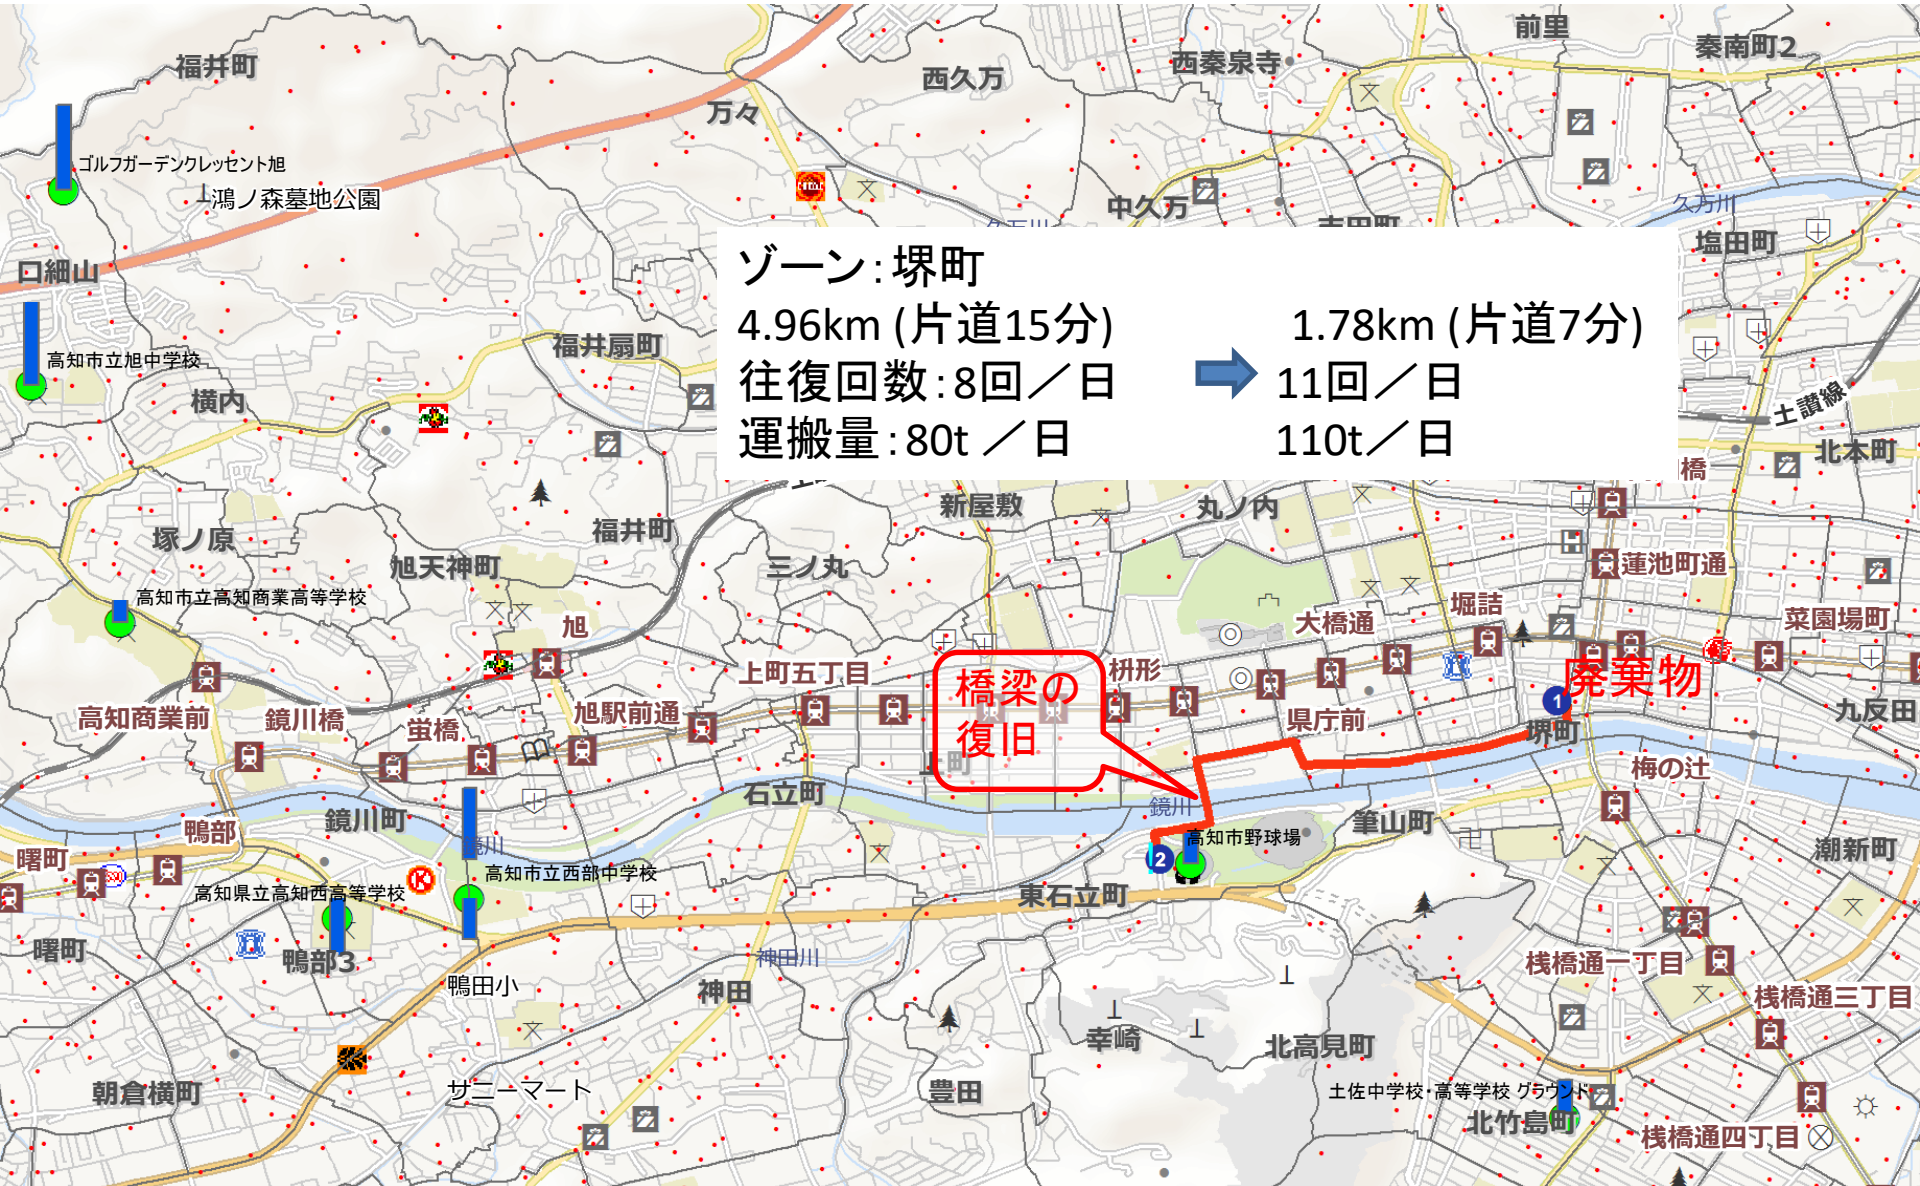 前里
秦南町2
福井町
西久万
西秦泉寺
万々
ゴルフガーデンクレッセント旭
鴻ノ森墓地公園
中久万
久万川
塩田町
口細山
ゾーン：堺町
4.96km (片道15分)
1.78km (片道7分)
往復回数：8回／日
11回／日
運搬量：80t ／日
110t／日
福井扇町
高知市立旭中学校
横内
土讃線
北本町
橋
新屋敷
丸ノ内
塚ノ原
福井町
旭天神町
三ノ丸
蓮池町通
高知市立高知商業高等学校
堀詰
菜園場町
旭
大橋通
上町五丁目
枡形
橋梁の
復旧
廃棄物
1
高知商業前
鏡川橋
蛍橋
旭駅前通
県庁前
堺町
九反田
上町
梅の辻
石立町
鏡川
鏡川町
鴨部
筆山町
高知市野球場
2
曙町
鏡川
高知市立西部中学校
潮新町
高知県立高知西高等学校
東石立町
曙町
鴨部3
神田川
桟橋通一丁目
鴨田小
神田
桟橋通三丁目
幸崎
北高見町
朝倉横町
サニーマート
豊田
土佐中学校・高等学校 グラウンド
北竹島町
桟橋通四丁目